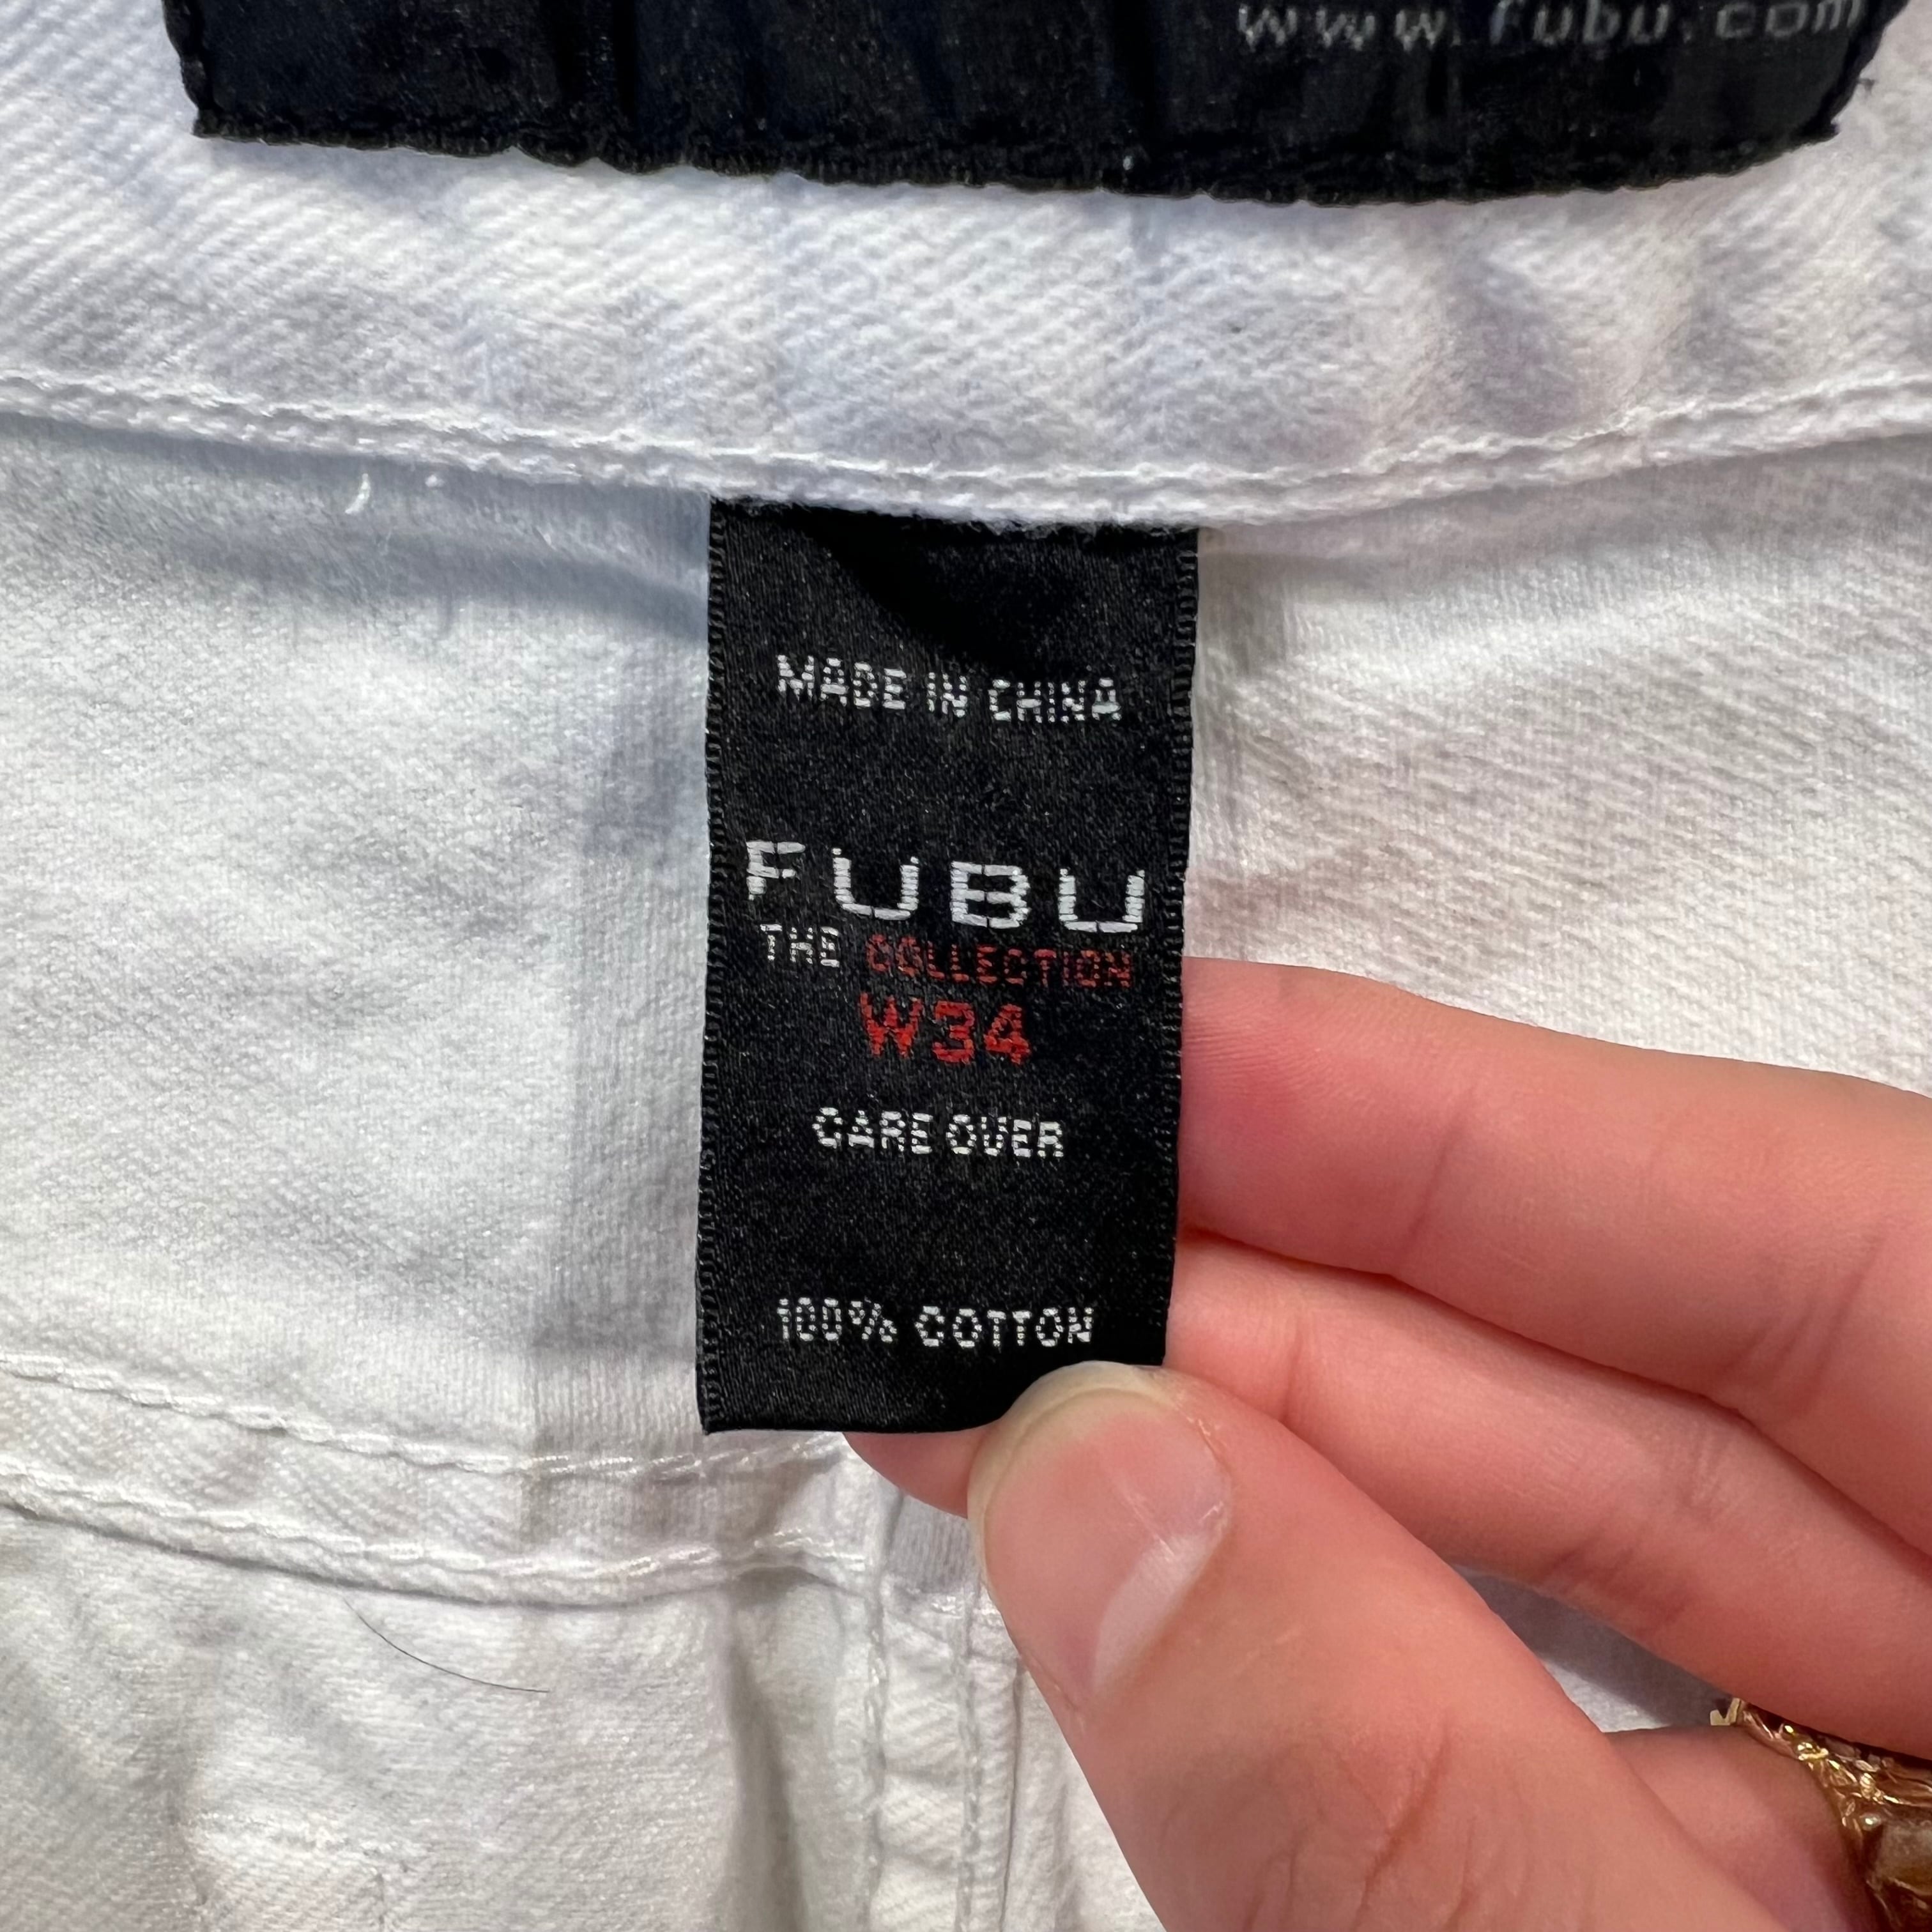 www.fubu.com
MADE IN CHINA
FUBU
THE COLLECTION
W34
CARE OVER
100% COTTON